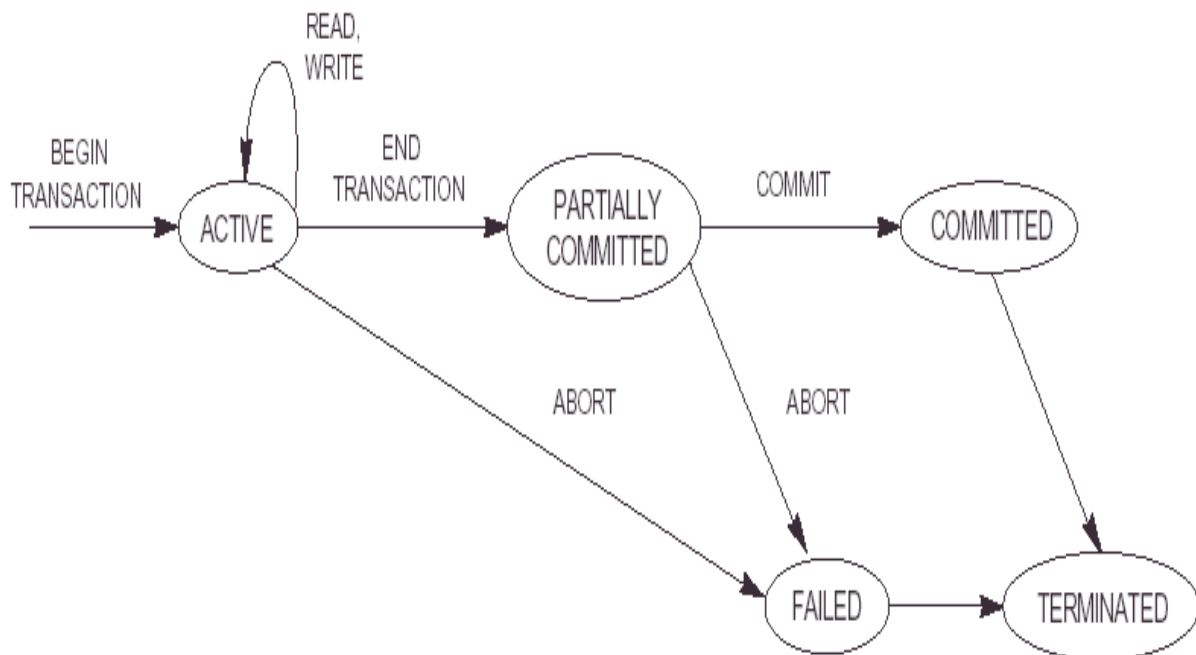 READ,
WRITE
BEGIN
TRANSACTION
END
TRANSACTION
ACTIVE
PARTIALLY
COMMITTED
COMMIT
COMMITTED
ABORT
ABORT
FAILED
TERMINATED